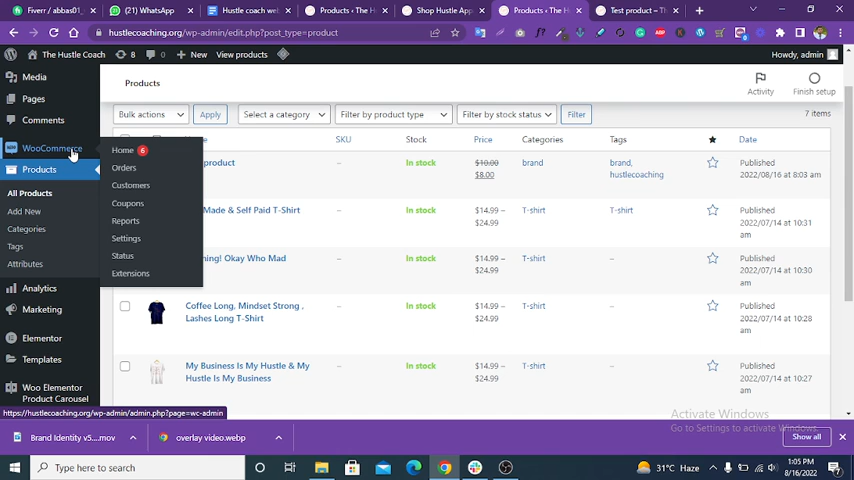 Fiverr / abbas01_
(11) WhatsApp
Hustle coach we
Products ‹ The H
Shop Hustle Ap
Products ‹ The H
Test product – Th
hustlecoaching.org/wp-admin/edit.php?post_type=product
The Hustle Coach
8
0
New
View products
Howdy, admin
Media
Pages
Comments
WooCommerce
Products
All Products
Add New
Categories
Tags
Attributes
Analytics
Marketing
Elementor
Templates
Woo Elementor
Product Carousel
Home 6
Orders
Customers
Coupons
Reports
Settings
Status
Extensions
Products
Activity
Finish setup
Bulk actions
Apply
Select a category
Filter by product type
Filter by stock status
Filter
7 items
SKU
Stock
Price
Categories
Tags
Date
product
–
In stock
$10.00
$8.00
brand
brand,
hustlecoaching
Published
2022/08/16 at 8:03 am
Made & Self Paid T-Shirt
–
In stock
$14.99 –
$24.99
T-shirt
T-shirt
Published
2022/07/14 at 10:31
am
hing! Okay Who Mad
–
In stock
$14.99 –
$24.99
T-shirt
–
Published
2022/07/14 at 10:30
am
Coffee Long, Mindset Strong ,
Lashes Long T-Shirt
–
In stock
$14.99 –
$24.99
T-shirt
–
Published
2022/07/14 at 10:28
am
My Business Is My Hustle & My
Hustle Is My Business
–
In stock
$14.99 –
$24.99
T-shirt
–
Published
2022/07/14 at 10:27
am
https://hustlecoaching.org/wp-admin/admin.php?page=wc-admin
Activate Windows
Go to Settings to activate Windows.
Brand Identity v5....mov
overlay video.webp
Show all
Type here to search
31°C Haze
1:05 PM
8/16/2022